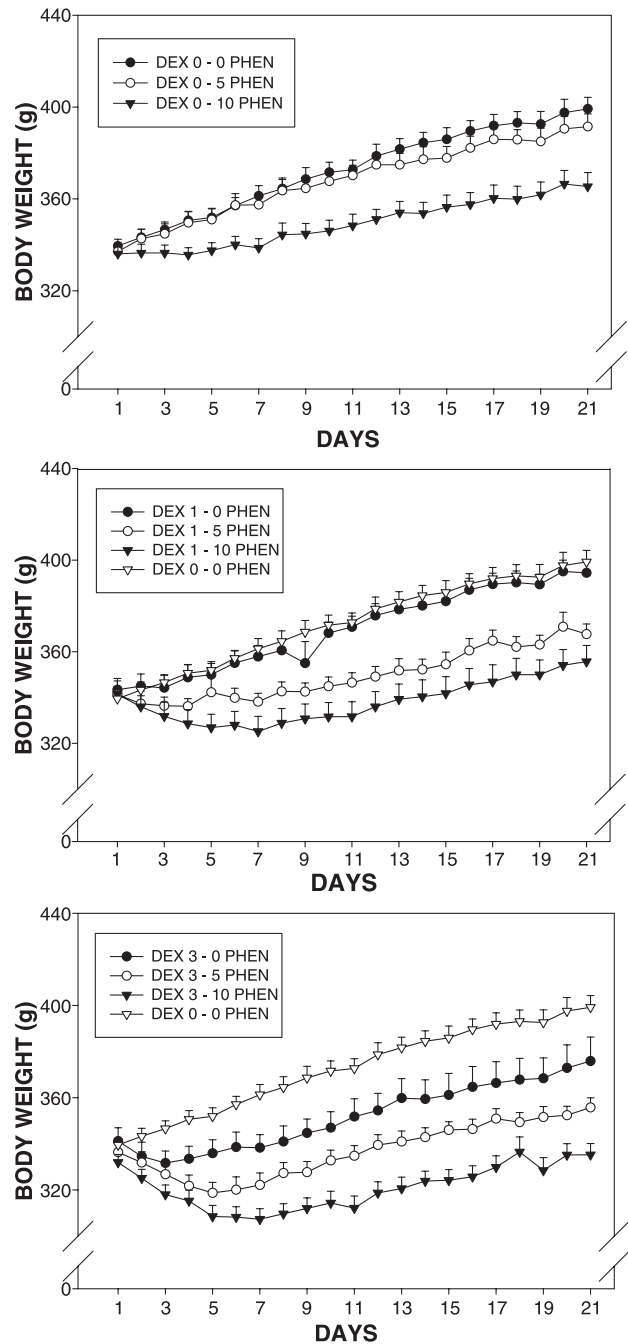 440
400
360
320
0
BODY WEIGHT (g)
DEX 0 - 0 PHEN
DEX 0 - 5 PHEN
DEX 0 - 10 PHEN
1 3 5 7 9 11 13 15 17 19 21
DAYS
440
400
360
320
0
BODY WEIGHT (g)
DEX 1 - 0 PHEN
DEX 1 - 5 PHEN
DEX 1 - 10 PHEN
DEX 0 - 0 PHEN
1 3 5 7 9 11 13 15 17 19 21
DAYS
440
400
360
320
0
BODY WEIGHT (g)
DEX 3 - 0 PHEN
DEX 3 - 5 PHEN
DEX 3 - 10 PHEN
DEX 0 - 0 PHEN
1 3 5 7 9 11 13 15 17 19 21
DAYS